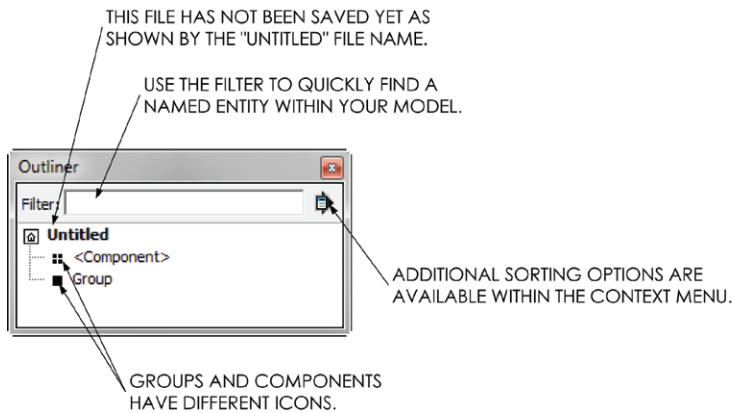 THIS FILE HAS NOT BEEN SAVED YET AS
SHOWN BY THE "UNTITLED" FILE NAME.
USE THE FILTER TO QUICKLY FIND A
NAMED ENTITY WITHIN YOUR MODEL.
Outliner
Filter:
Untitled
<Component>
Group
ADDITIONAL SORTING OPTIONS ARE
AVAILABLE WITHIN THE CONTEXT MENU.
GROUPS AND COMPONENTS
HAVE DIFFERENT ICONS.